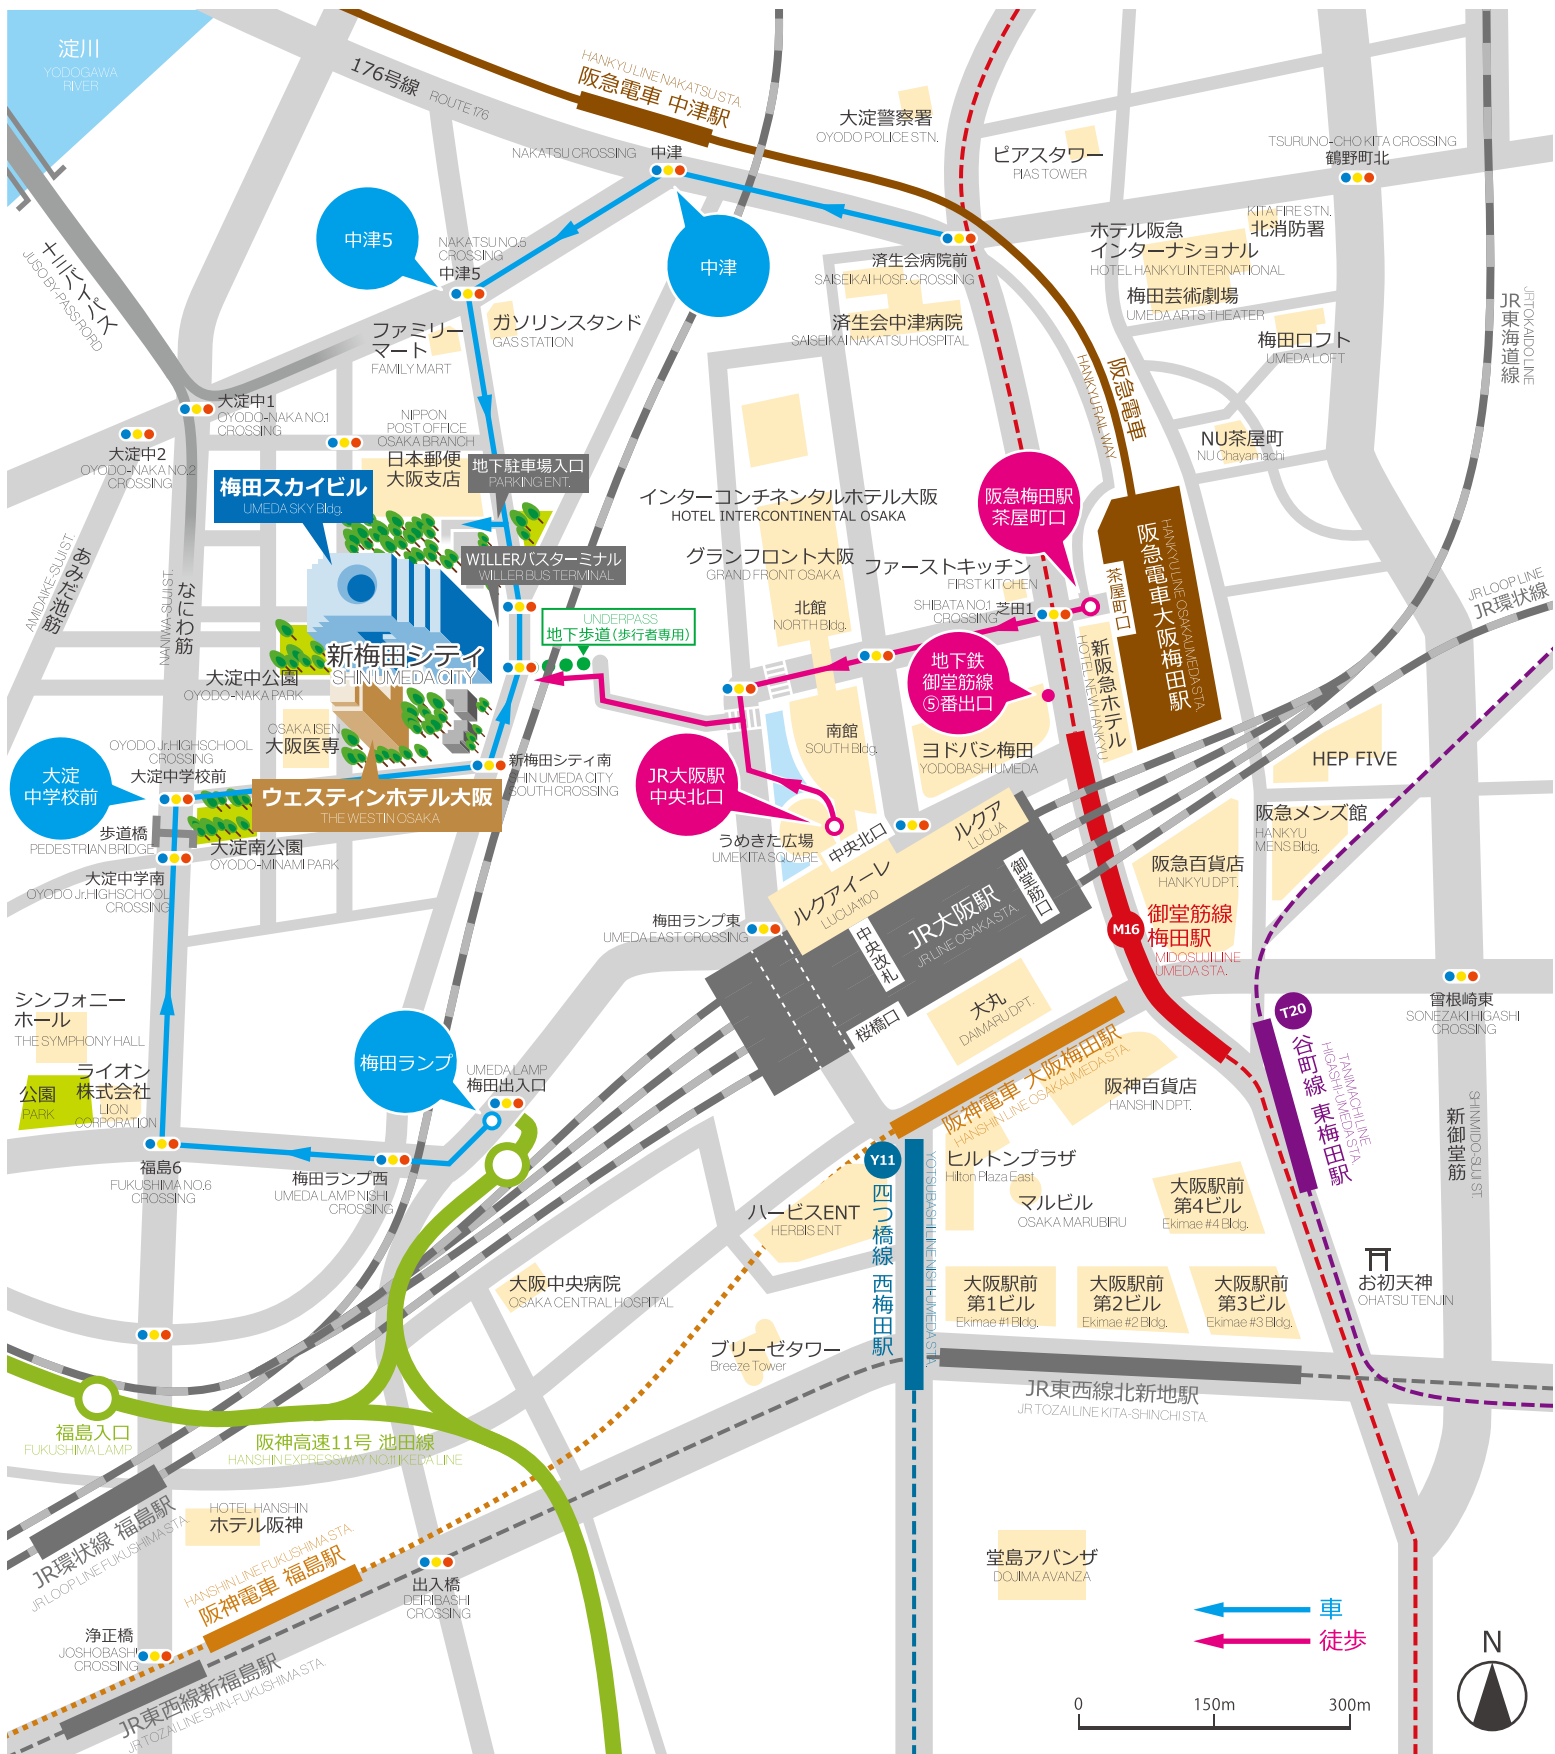 淀川
YODOGAWA
RIVER
176号線 ROUTE 176
HANKYU LINE NAKATSU STA.
阪急電車 中津駅
NAKATSU CROSSING
中津
大淀警察署
OYODO POLICE STN.
ピアスタワー
PIAS TOWER
TSURUNO-CHO KITA CROSSING
鶴野町北
十三バイパス
JUSO BY-PASS RORD
中津5
NAKATSU NO.5
CROSSING
中津5
中津
済生会病院前
SAISEIKAI HOSP. CROSSING
済生会中津病院
SAISEIKAI NAKATSU HOSPITAL
KITA FIRE STN.
北消防署
ホテル阪急
インターナショナル
HOTEL HANKYU INTERNATIONAL
梅田芸術劇場
UMEDA ARTS THEATER
梅田ロフト
UMEDA LOFT
JR東海道線
JR TOKAIDO LINE
ファミリー
マート
FAMILY MART
ガソリンスタンド
GAS STATION
阪急電車
HANKYU RAIL WAY
大淀中1
OYODO-NAKA NO.1
CROSSING
大淀中2
OYODO-NAKA NO.2
CROSSING
NIPPON
POST OFFICE
OSAKA BRANCH
日本郵便
大阪支店
NU茶屋町
NU Chayamachi
地下駐車場入口
PARKING ENT.
梅田スカイビル
UMEDA SKY Bldg.
インターコンチネンタルホテル大阪
HOTEL INTERCONTINENTAL OSAKA
阪急梅田駅
茶屋町口
阪急電車大阪梅田駅
HANKYU LINE OSAKAUMEDA STA.
茶屋町口
あみだ池筋
AMIDAIKE-SUJI ST.
なにわ筋
NANIWA-SUJI ST.
WILLERバスターミナル
WILLER BUS TERMINAL
グランフロント大阪
GRAND FRONT OSAKA
ファーストキッチン
FIRST KITCHEN
JR LOOP LINE
JR環状線
北館
NORTH Bldg.
SHIBATA NO.1
CROSSING
芝田1
UNDERPASS
地下歩道(歩行者専用)
新梅田シティ
SHIN UMEDA CITY
大淀中公園
OYODO-NAKA PARK
地下鉄
御堂筋線
⑤番出口
新阪急ホテル
HOTEL NEW HANKYU
OSAKA ISEN
大阪医専
南館
SOUTH Bldg.
ヨドバシ梅田
YODOBASHI UMEDA
HEP FIVE
OYODO Jr.HIGHSCHOOL
CROSSING
大淀中学校前
大淀
中学校前
新梅田シティ南
SHIN UMEDA CITY
SOUTH CROSSING
JR大阪駅
中央北口
ウェスティンホテル大阪
THE WESTIN OSAKA
歩道橋
PEDESTRIAN BRIDGE
大淀南公園
OYODO-MINAMI PARK
うめきた広場
UMEKITA SQUARE
中央北口
ルクア
LUCUA
阪急メンズ館
HANKYU
MENS Bldg.
阪急百貨店
HANKYU DPT.
大淀中学南
OYODO Jr.HIGHSCHOOL
CROSSING
ルクアイーレ
LUCUA 1100
御堂筋口
梅田ランプ東
UMEDA EAST CROSSING
中央改札
JR大阪駅
JR LINE OSAKA STA.
M16
御堂筋線
梅田駅
MIDOSUJI LINE
UMEDA STA.
シンフォニー
ホール
THE SYMPHONY HALL
桜橋口
大丸
DAIMARU DPT.
T20
曾根崎東
SONEZAKI HIGASHI
CROSSING
梅田ランプ
UMEDA LAMP
梅田出入口
ライオン
株式会社
LION
CORPORATION
公園
PARK
阪神電車 大阪梅田駅
HANSHIN LINE OSAKAUMEDA STA.
阪神百貨店
HANSHIN DPT.
谷町線 東梅田駅
TANIMACHI LINE
HIGASHI-UMEDA STA.
新御堂筋
SHINMIDO-SUJI ST.
福島6
FUKUSHIMA NO.6
CROSSING
梅田ランプ西
UMEDA LAMP NISHI
CROSSING
Y11
四つ橋線 西梅田駅
YOTSUBASHI LINE NISHI-UMEDA STA.
ヒルトンプラザ
Hilton Plaza East
マルビル
OSAKA MARUBIRU
大阪駅前
第4ビル
Ekimae #4 Bldg.
ハービスENT
HERBIS ENT
大阪中央病院
OSAKA CENTRAL HOSPITAL
大阪駅前
第1ビル
Ekimae #1 Bldg.
大阪駅前
第2ビル
Ekimae #2 Bldg.
大阪駅前
第3ビル
Ekimae #3 Bldg.
お初天神
OHATSU TENJIN
ブリーゼタワー
Breeze Tower
JR東西線北新地駅
JR TOZAI LINE KITA-SHINCHI STA.
福島入口
FUKUSHIMA LAMP
阪神高速11号 池田線
HANSHIN EXPRESSWAY NO.11 IKEDA LINE
JR環状線 福島駅
JR LOOP LINE FUKUSHIMA STA.
HOTEL HANSHIN
ホテル阪神
HANSHIN LINE FUKUSHIMA STA.
阪神電車 福島駅
出入橋
DEIRIBASHI
CROSSING
堂島アバンザ
DOJIMA AVANZA
浄正橋
JOSHOBASHI
CROSSING
JR東西線新福島駅
JR TOZAI LINE SHIN-FUKUSHIMA STA.
車
徒歩
N
0 150m 300m